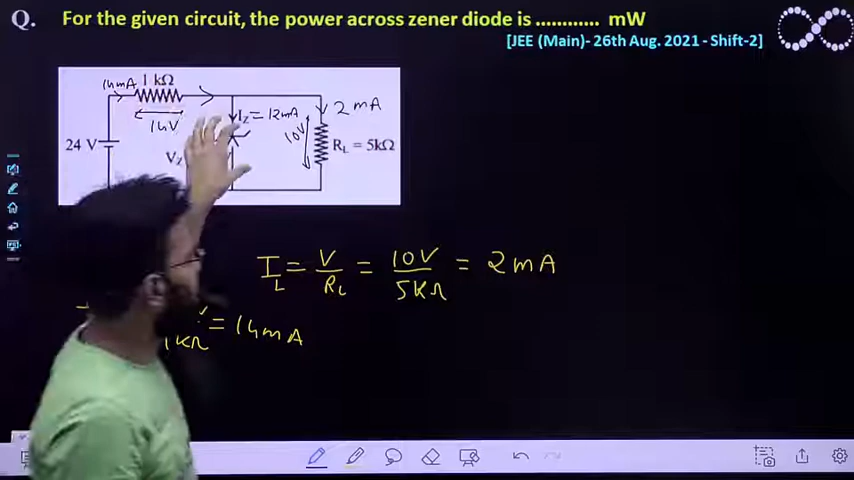 Q. For the given circuit, the power across zener diode is ............ mW
[JEE (Main)- 26th Aug. 2021 - Shift-2]
14mA 1 kΩ
2 mA
I_Z = 12mA
14V
10V
24 V
R_L = 5kΩ
V_Z
I_L = V/R_L = 10V/5kΩ = 2mA
1kΩ = 14mA